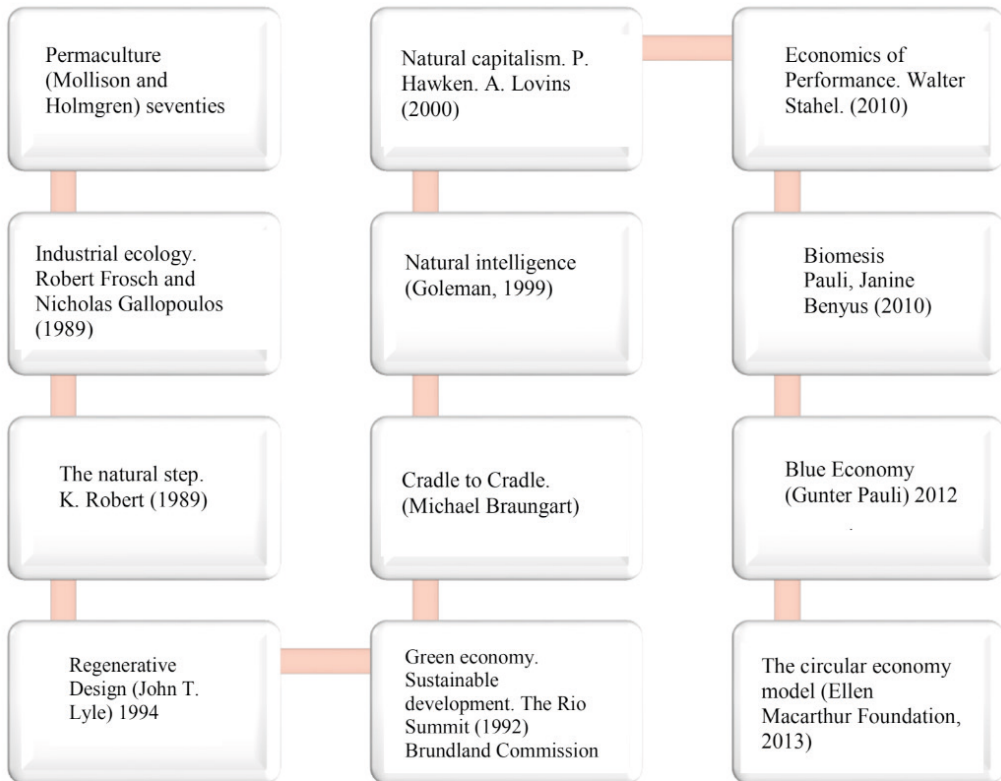 Permaculture
(Mollison and
Holmgren) seventies
Industrial ecology.
Robert Frosch and
Nicholas Gallopoulos
(1989)
The natural step.
K. Robert (1989)
Regenerative
Design (John T.
Lyle) 1994
Green economy.
Sustainable
development. The Rio
Summit (1992)
Brundland Commission
Cradle to Cradle.
(Michael Braungart)
Natural intelligence
(Goleman, 1999)
Natural capitalism. P.
Hawken. A. Lovins
(2000)
Economics of
Performance. Walter
Stahel. (2010)
Biomesis
Pauli, Janine
Benyus (2010)
Blue Economy
(Gunter Pauli) 2012
.
The circular economy
model (Ellen
Macarthur Foundation,
2013)